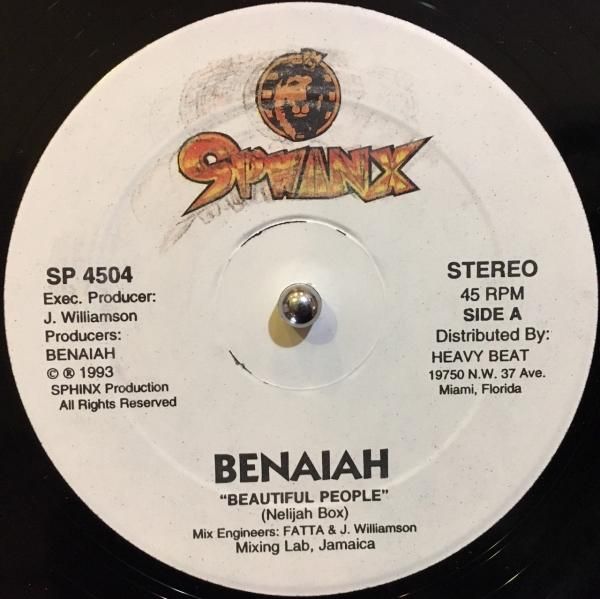 SPHINX
SP 4504
Exec. Producer:
J. Williamson
Producers:
BENAIAH
© ℗ 1993
SPHINX Production
All Rights Reserved
STEREO
45 RPM
SIDE A
Distributed By:
HEAVY BEAT
19750 N.W. 37 Ave.
Miami, Florida
BENAIAH
"BEAUTIFUL PEOPLE"
(Nelijah Box)
Mix Engineers: FATTA & J. Williamson
Mixing Lab, Jamaica